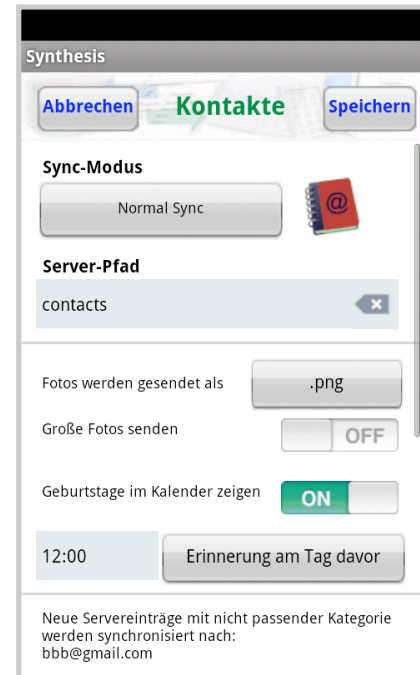 Synthesis
Abbrechen Kontakte Speichern
Sync-Modus
Normal Sync
@
Server-Pfad
contacts
Fotos werden gesendet als .png
Große Fotos senden OFF
Geburtstage im Kalender zeigen ON
12:00 Erinnerung am Tag davor
Neue Servereinträge mit nicht passender Kategorie
werden synchronisiert nach:
bbb@gmail.com